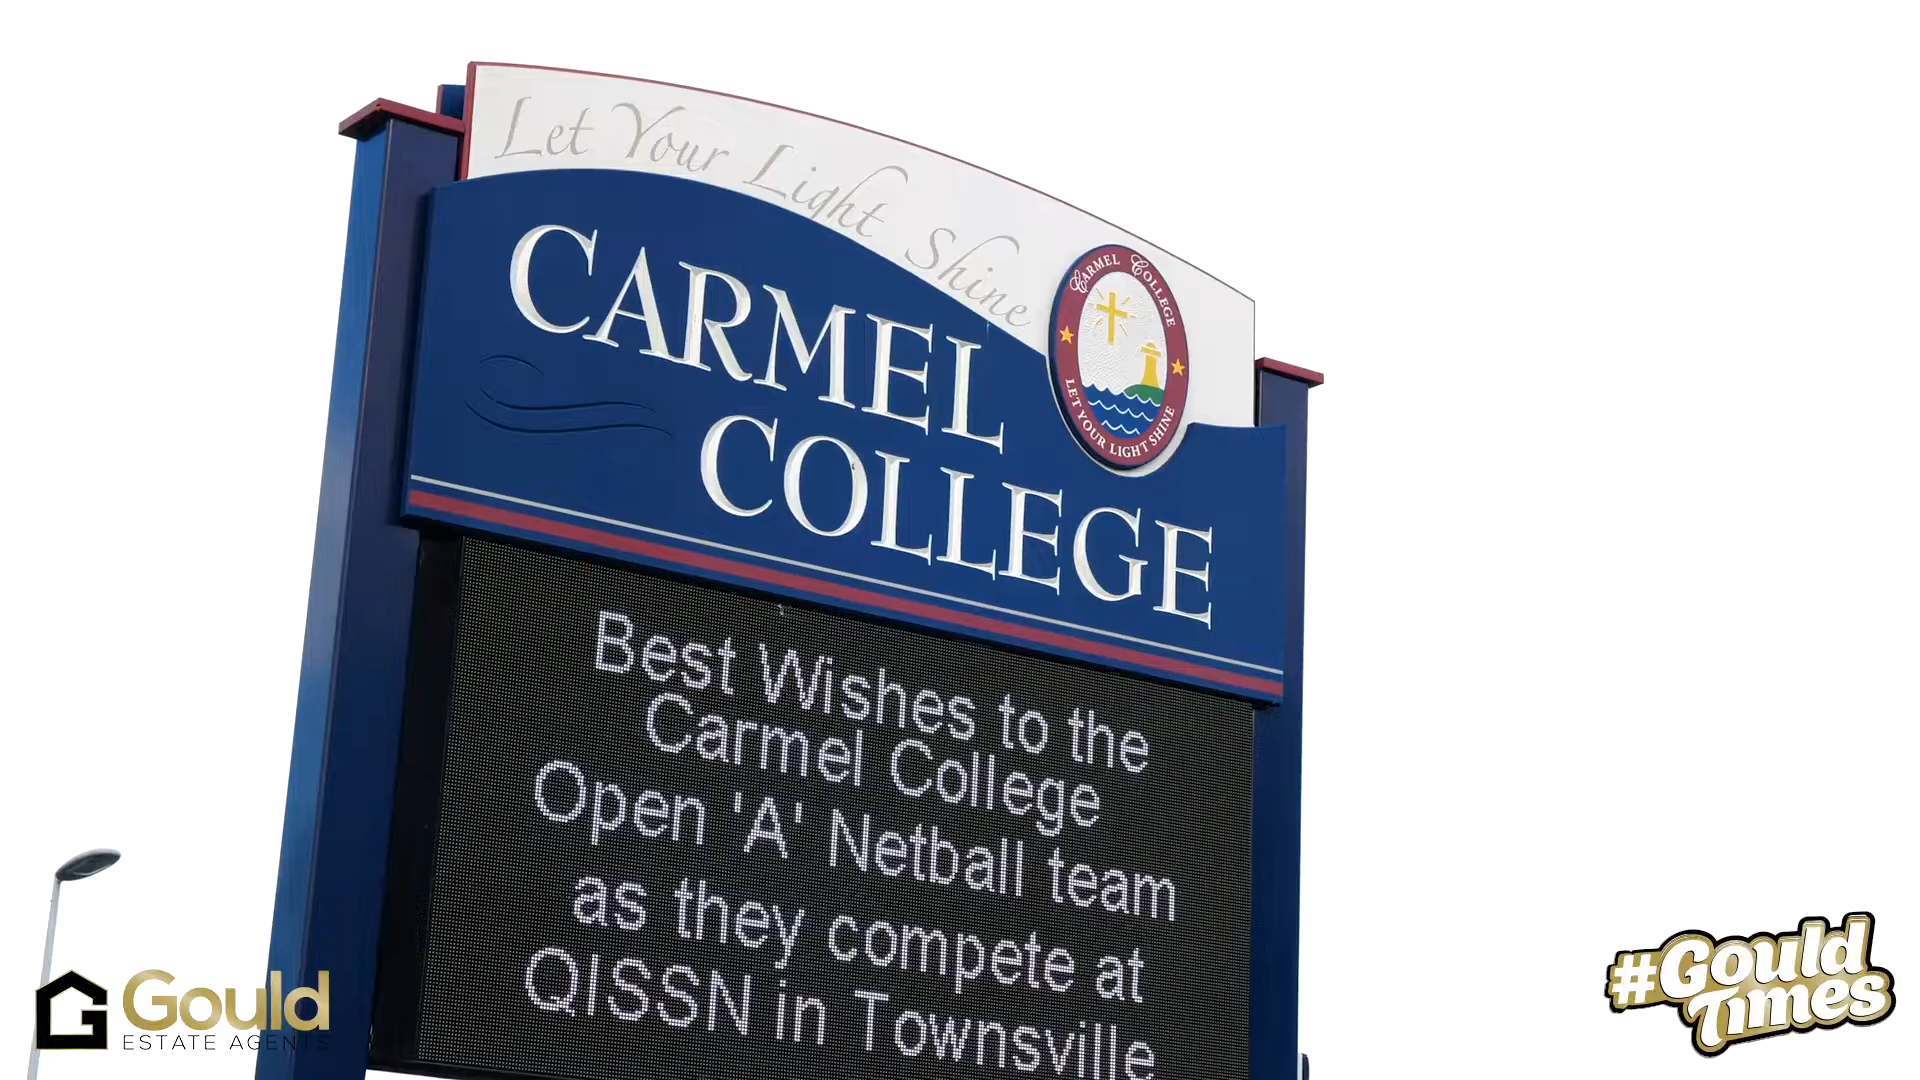 Let Your Light Shine
CARMEL COLLEGE
LET YOUR LIGHT SHINE
CARMEL
COLLEGE
Best Wishes to the
Carmel College
Open 'A' Netball team
as they compete at
QISSN in Townsville
Gould
ESTATE AGENTS
#Gould
Times